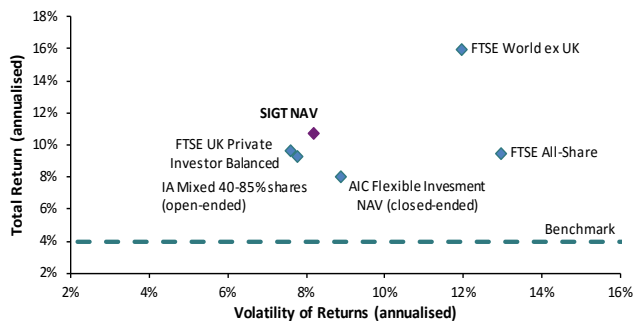 Total Return (annualised)
18%
16%
14%
12%
10%
8%
6%
4%
2%
FTSE World ex UK
SIGT NAV
FTSE UK Private
Investor Balanced
FTSE All-Share
IA Mixed 40-85% shares
(open-ended)
AIC Flexible Invesment
NAV (closed-ended)
Benchmark
2%
4%
6%
8%
10%
12%
14%
16%
Volatility of Returns (annualised)